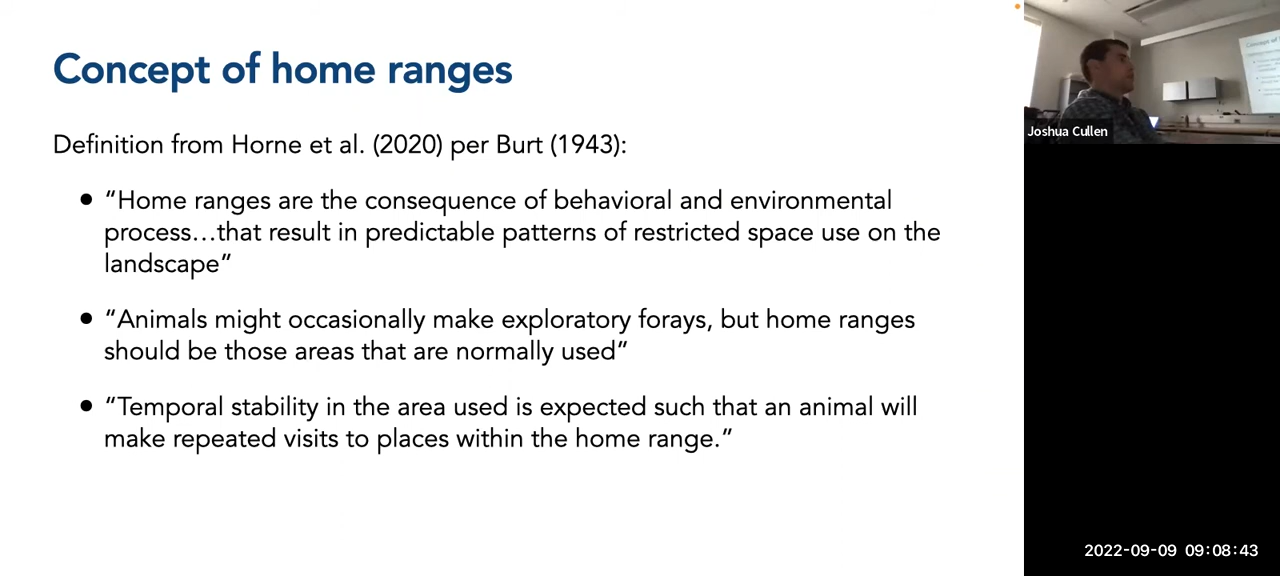 Concept of home ranges
Definition from Horne et al. (2020) per Burt (1943):
● “Home ranges are the consequence of behavioral and environmental
process…that result in predictable patterns of restricted space use on the
landscape”
● “Animals might occasionally make exploratory forays, but home ranges
should be those areas that are normally used”
● “Temporal stability in the area used is expected such that an animal will
make repeated visits to places within the home range.”
Joshua Cullen
2022-09-09 09:08:43